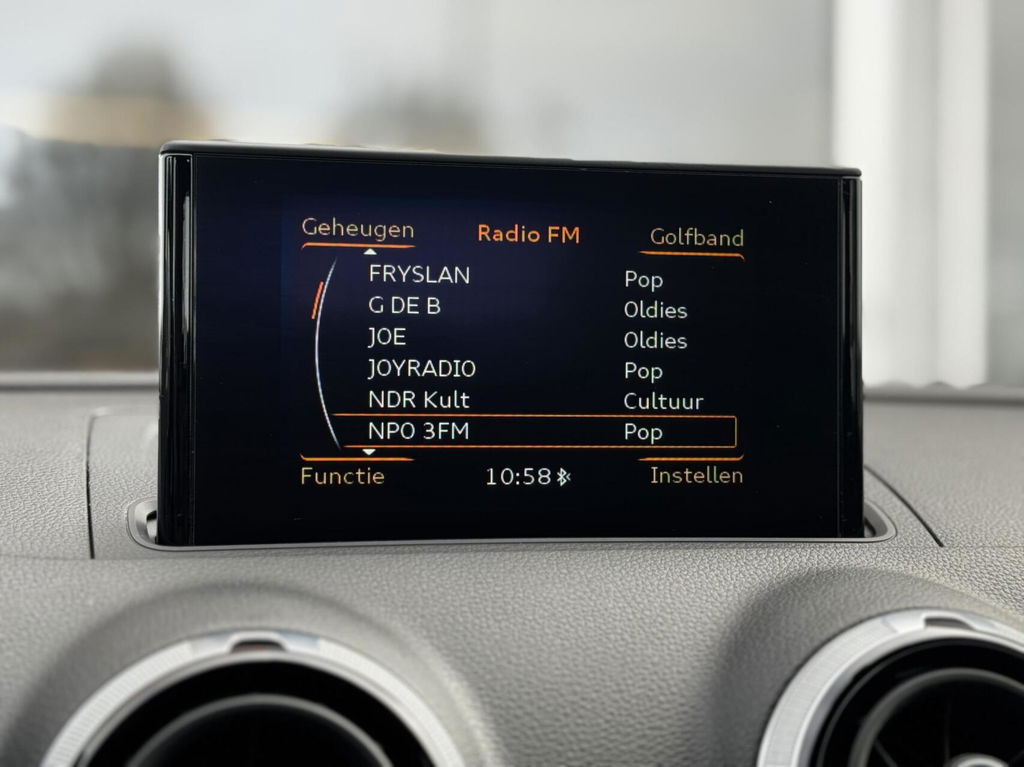 Geheugen Radio FM Golfband
FRYSLAN Pop
G DE B Oldies
JOE Oldies
JOYRADIO Pop
NDR Kult Cultuur
NPO 3FM Pop
Functie 10:58 Instellen